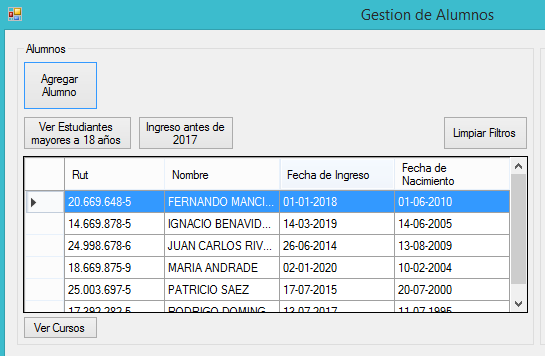 Gestion de Alumnos
Alumnos
Agregar
Alumno
Ver Estudiantes
mayores a 18 años
Ingreso antes de
2017
Limpiar Filtros
Rut Nombre Fecha de Ingreso Fecha de
Nacimiento
20.669.648-5 FERNANDO MANCI... 01-01-2018 01-06-2010
14.669.878-5 IGNACIO BENAVID... 14-03-2019 14-06-2005
24.998.678-6 JUAN CARLOS RIV... 26-06-2014 13-08-2009
18.669.875-9 MARIA ANDRADE 02-01-2020 10-02-2004
25.003.697-5 PATRICIO SAEZ 17-07-2015 20-07-2000
17.392.282-5 RODRIGO DOMING... 13-07-2017 11-07-1995
Ver Cursos